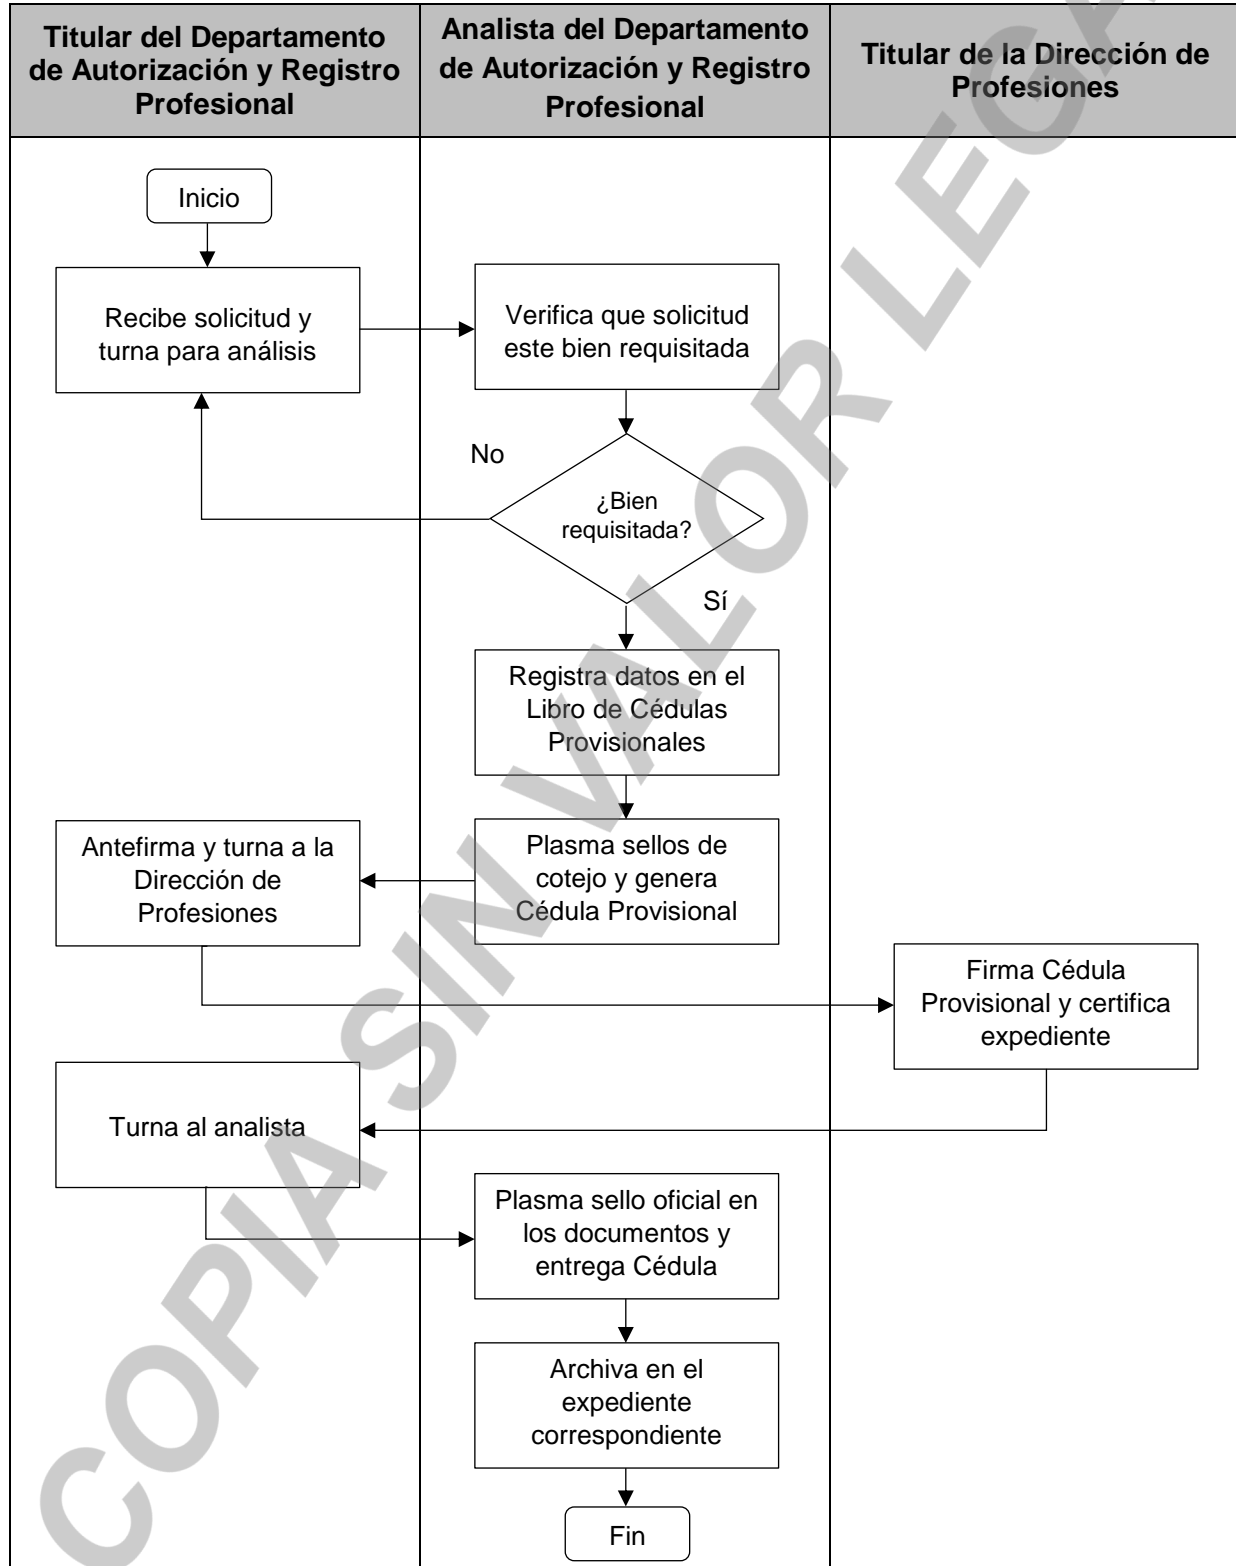 Titular del Departamento
de Autorización y Registro
Profesional
Analista del Departamento
de Autorización y Registro
Profesional
Titular de la Dirección de
Profesiones
Inicio
Recibe solicitud y
turna para análisis
Verifica que solicitud
este bien requisitada
No
¿Bien
requisitada?
Sí
Registra datos en el
Libro de Cédulas
Provisionales
Plasma sellos de
cotejo y genera
Cédula Provisional
Antefirma y turna a la
Dirección de
Profesiones
Firma Cédula
Provisional y certifica
expediente
Turna al analista
Plasma sello oficial en
los documentos y
entrega Cédula
Archiva en el
expediente
correspondiente
Fin
COPIA SIN VALOR LEGA